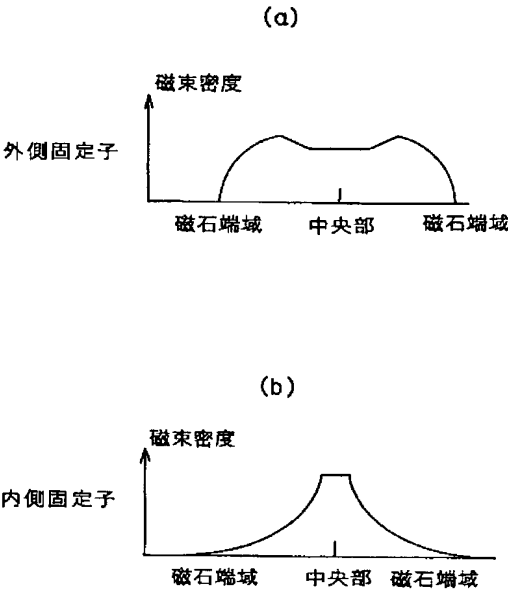 (a)
磁束密度
外側固定子
磁石端域 中央部 磁石端域
(b)
磁束密度
内側固定子
磁石端域 中央部 磁石端域